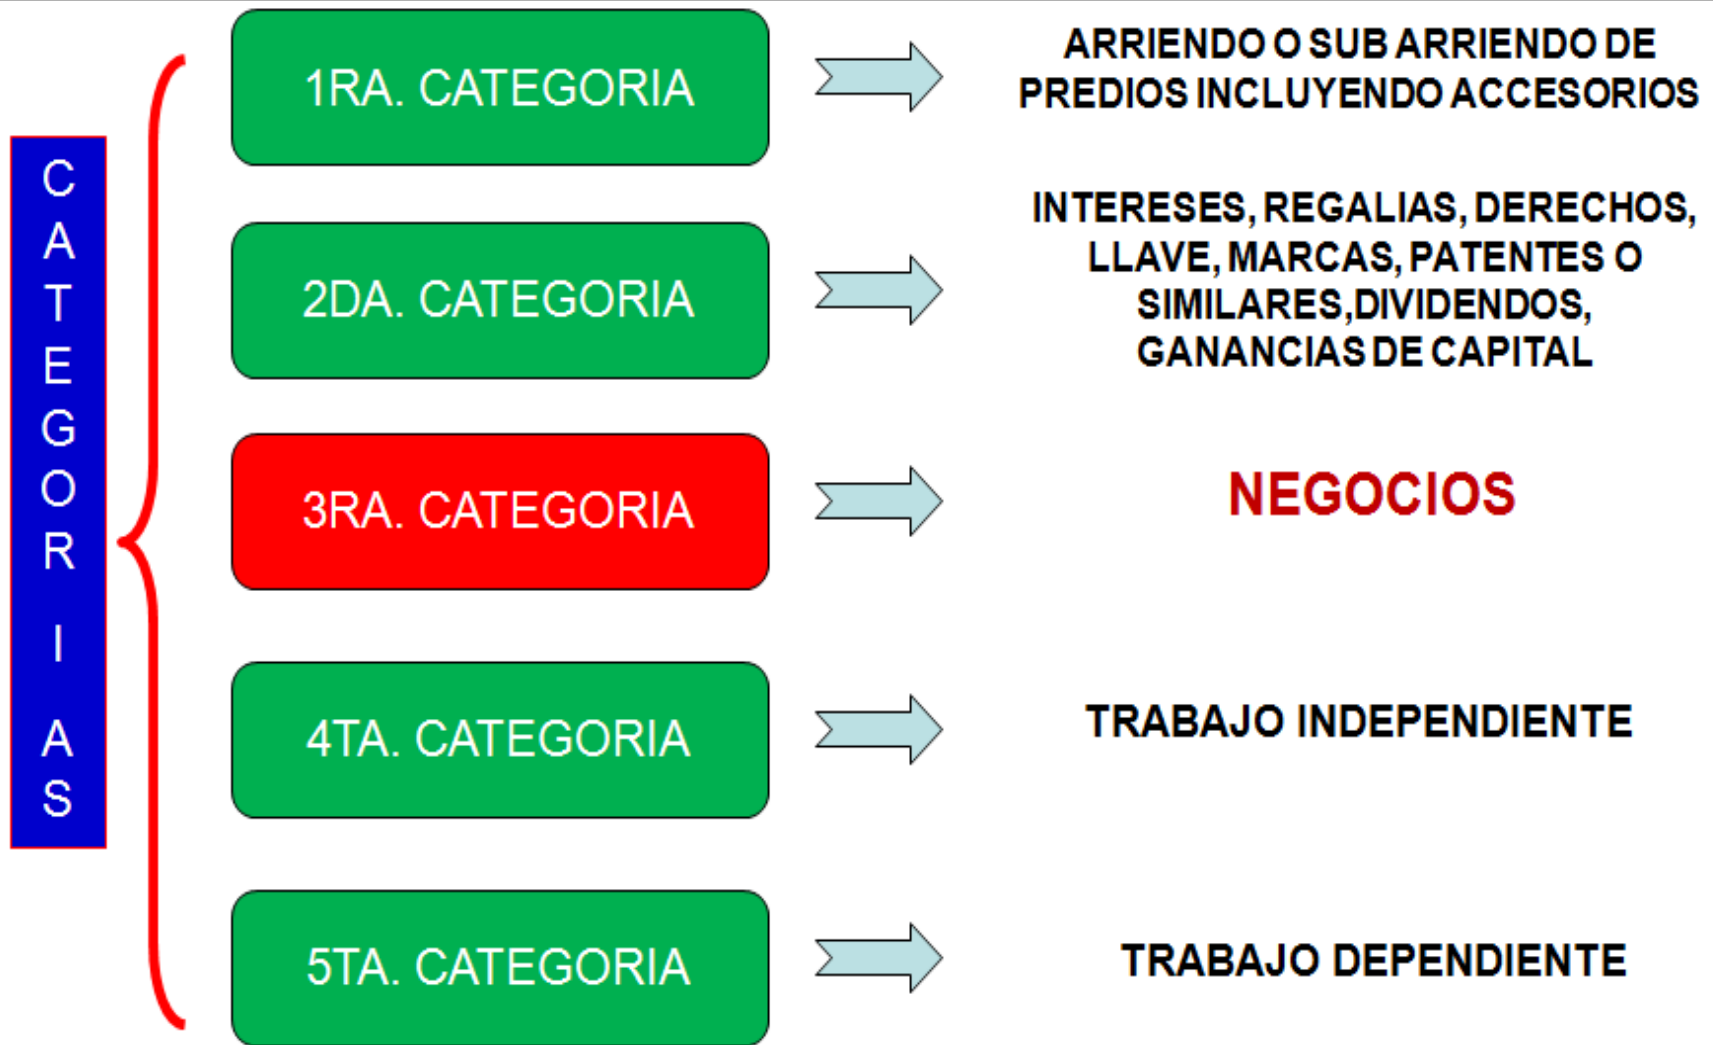 CATEGORIAS
1RA. CATEGORIA
ARRIENDO O SUB ARRIENDO DE
PREDIOS INCLUYENDO ACCESORIOS
2DA. CATEGORIA
INTERESES, REGALIAS, DERECHOS,
LLAVE, MARCAS, PATENTES O
SIMILARES,DIVIDENDOS,
GANANCIAS DE CAPITAL
3RA. CATEGORIA
NEGOCIOS
4TA. CATEGORIA
TRABAJO INDEPENDIENTE
5TA. CATEGORIA
TRABAJO DEPENDIENTE